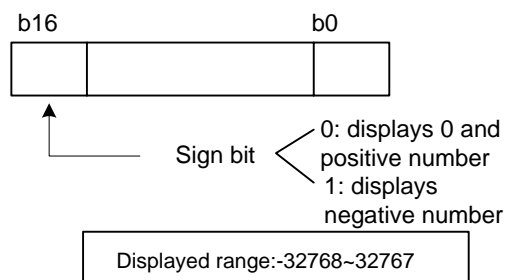 b16 b0
Sign bit
0: displays 0 and
positive number
1: displays
negative number
Displayed range:-32768~32767